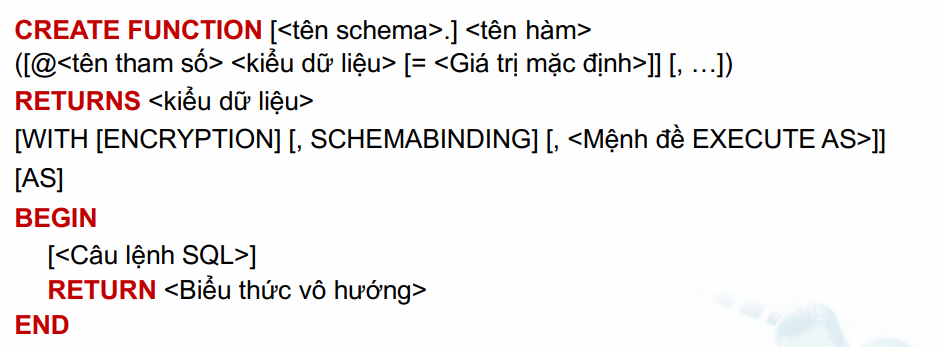 CREATE FUNCTION [<tên schema>.] <tên hàm>
([@<tên tham số> <kiểu dữ liệu> [= <Giá trị mặc định>]] [, …])
RETURNS <kiểu dữ liệu>
[WITH [ENCRYPTION] [, SCHEMABINDING] [, <Mệnh đề EXECUTE AS>]]
[AS]
BEGIN
[<Câu lệnh SQL>]
RETURN <Biểu thức vô hướng>
END